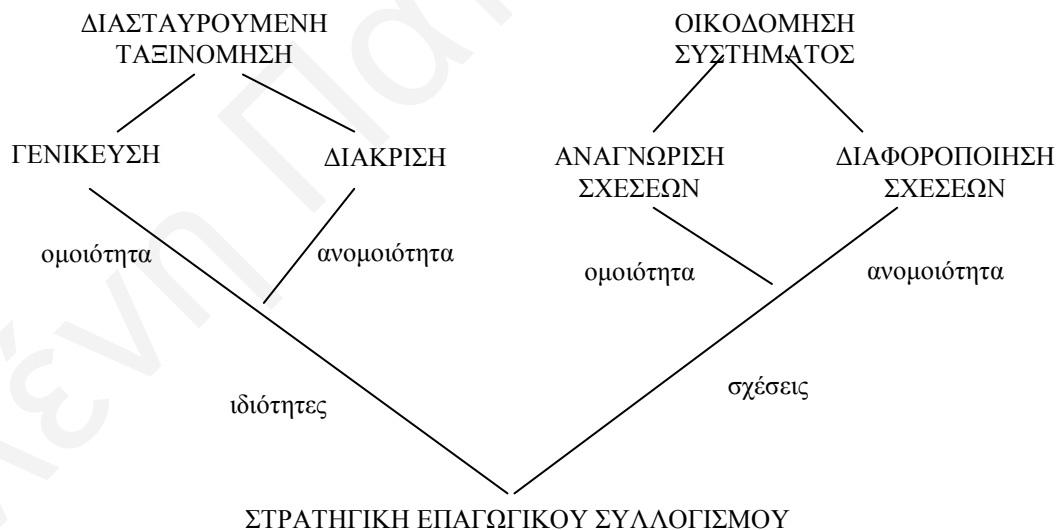 ΔΙΑΣΤΑΥΡΟΥΜΕΝΗ
ΤΑΞΙΝΟΜΗΣΗ
ΟΙΚΟΔΟΜΗΣΗ
ΣΥΣΤΗΜΑΤΟΣ
ΓΕΝΙΚΕΥΣΗ
ΔΙΑΚΡΙΣΗ
ΑΝΑΓΝΩΡΙΣΗ
ΣΧΕΣΕΩΝ
ΔΙΑΦΟΡΟΠΟΙΗΣΗ
ΣΧΕΣΕΩΝ
ομοιότητα
ανομοιότητα
ομοιότητα
ανομοιότητα
ιδιότητες
σχέσεις
ΣΤΡΑΤΗΓΙΚΗ ΕΠΑΓΩΓΙΚΟΥ ΣΥΛΛΟΓΙΣΜΟΥ